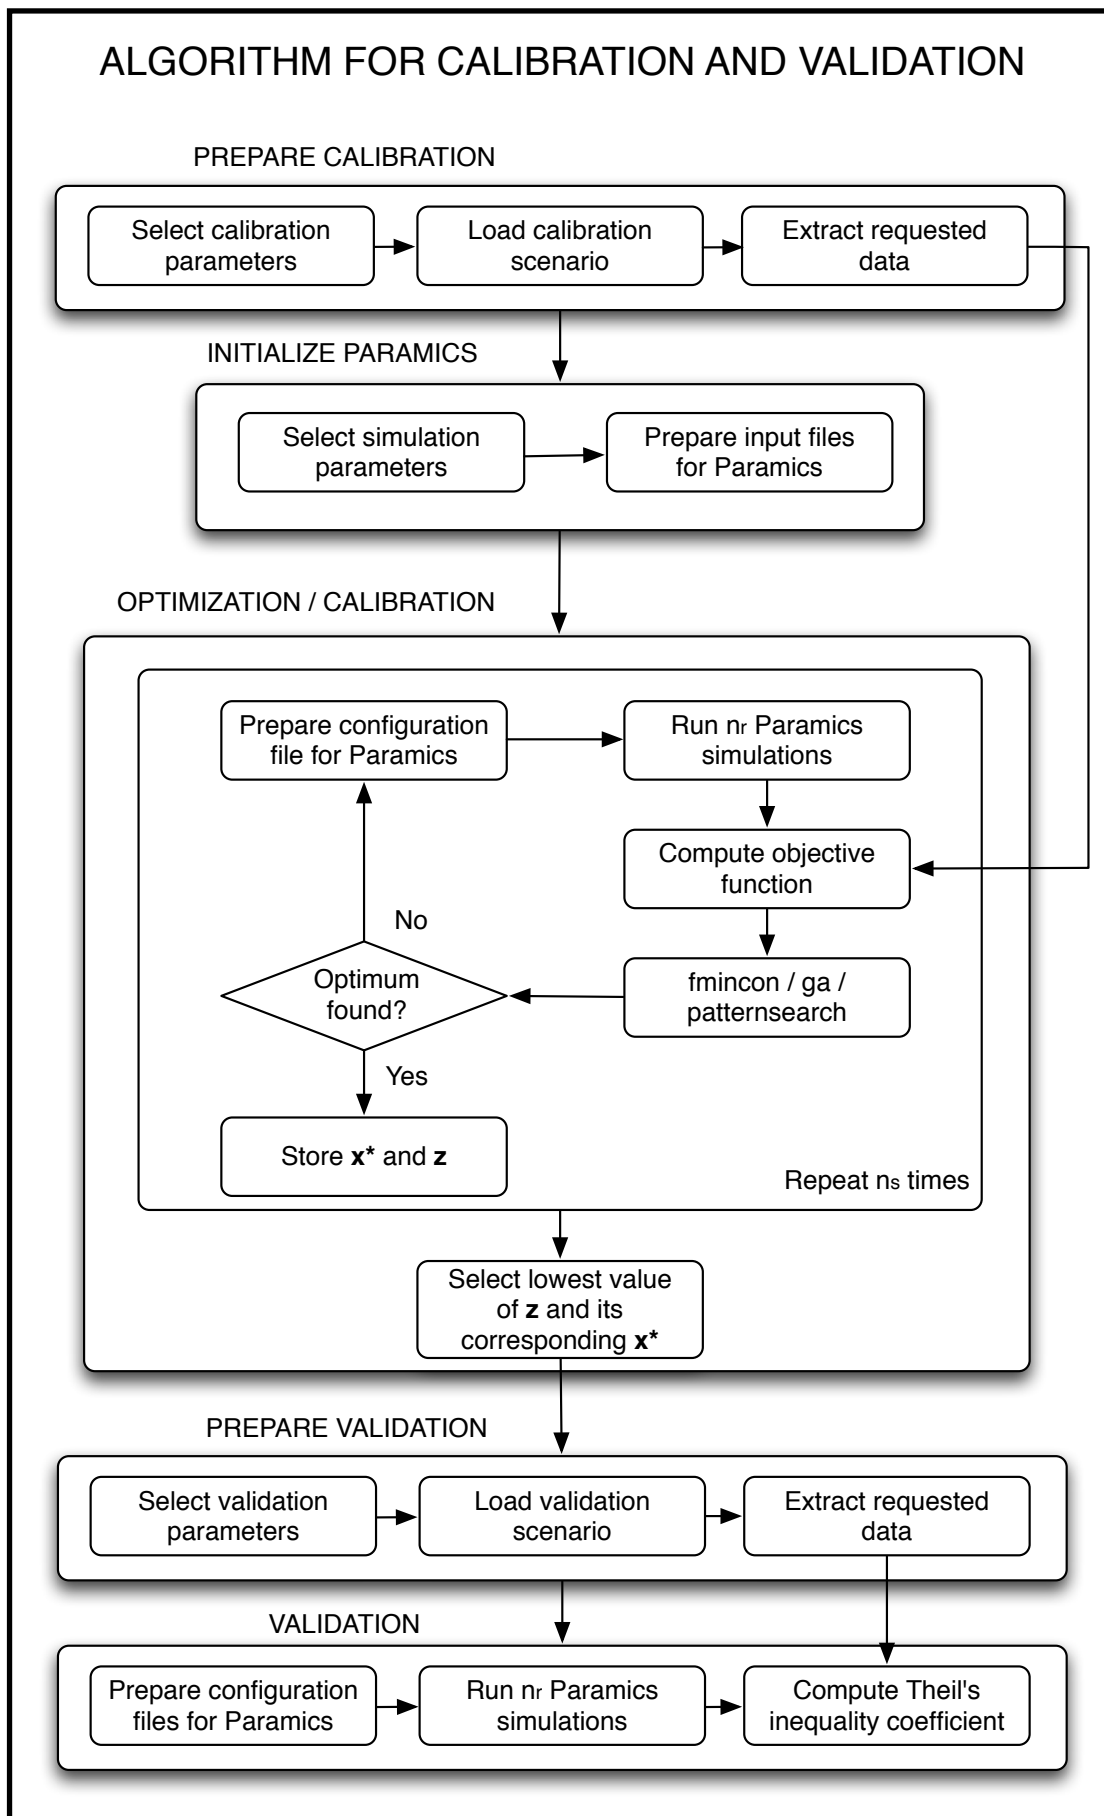 ALGORITHM FOR CALIBRATION AND VALIDATION
PREPARE CALIBRATION
Select calibration
parameters
Load calibration
scenario
Extract requested
data
INITIALIZE PARAMICS
Select simulation
parameters
Prepare input files
for Paramics
OPTIMIZATION / CALIBRATION
Prepare configuration
file for Paramics
Run nr Paramics
simulations
Compute objective
function
No
Optimum
found?
fmincon / ga /
patternsearch
Yes
Store x* and z
Repeat ns times
Select lowest value
of z and its
corresponding x*
PREPARE VALIDATION
Select validation
parameters
Load validation
scenario
Extract requested
data
VALIDATION
Prepare configuration
files for Paramics
Run nr Paramics
simulations
Compute Theil's
inequality coefficient